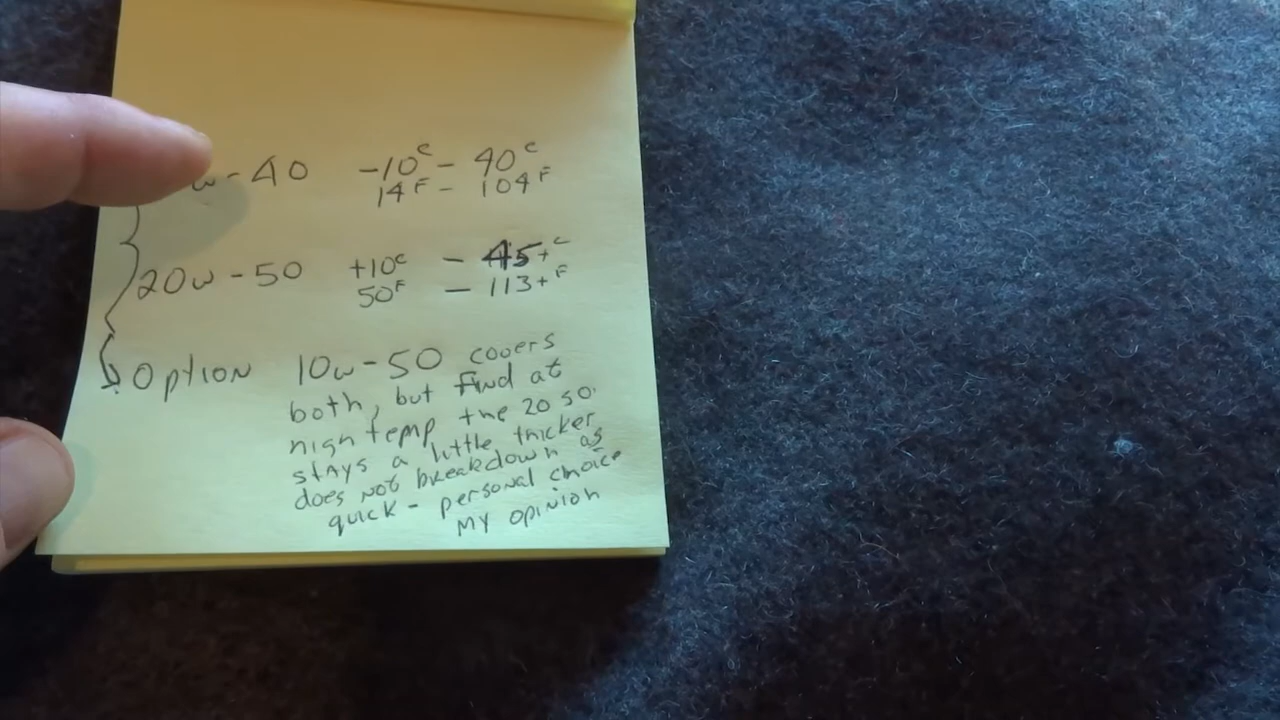 w-40 -10c - 40c
14F - 104F
20w-50 +10c - 45+c
50F - 113+F
Option 10w-50 covers
both, but find at
high temp the 20 50
stays a little thicker
does not breakdown as
quick - personal choice
my opinion